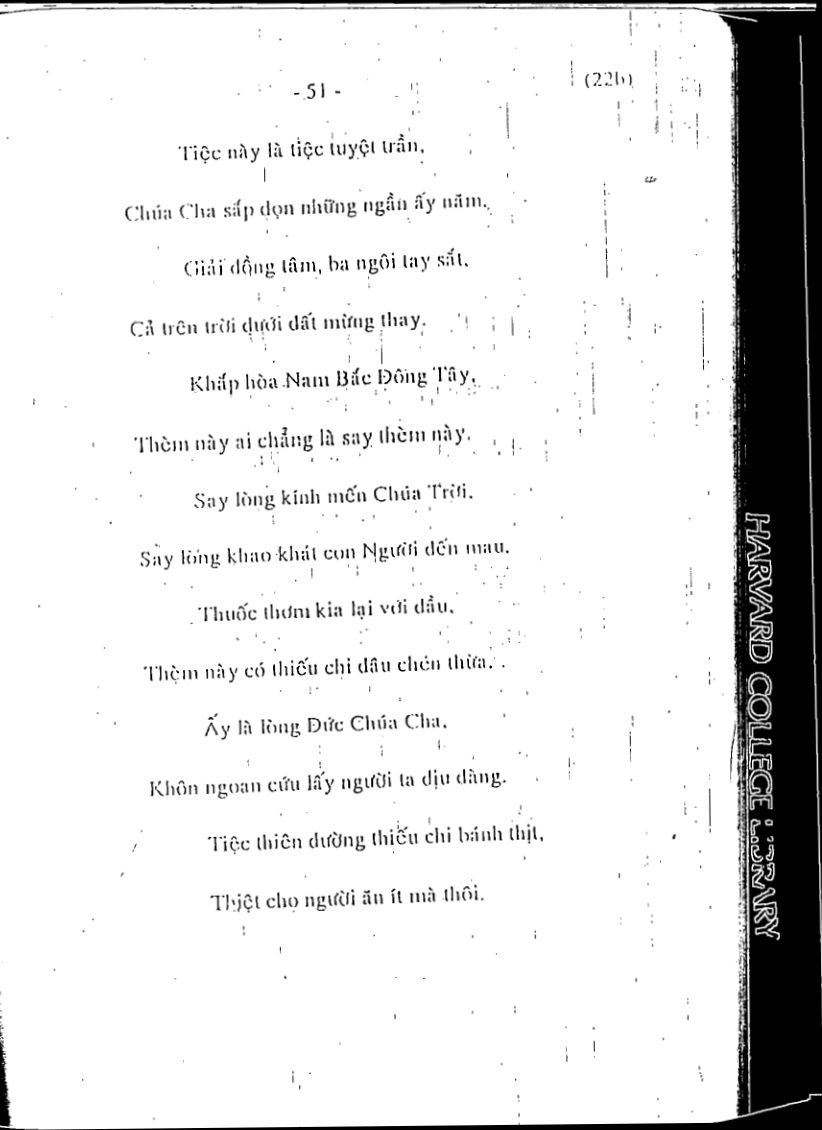 - 51 -
(22b)
Tiệc này là tiệc tuyệt trần,
Chúa Cha sắp dọn những ngần ấy năm.
Giải đồng tâm, ba ngôi tay sắt.
Cả trên trời dưới đất mừng thay.
Khắp hòa Nam Bắc Đông Tây,
Thèm này ai chẳng là say thèm này.
Say lòng kính mến Chúa Trời.
Say lòng khao khát con Người đến mau.
Thuốc thơm kia lại với dầu.
Thèm này có thiếu chi dâu chén thừa.
Ấy là lòng Đức Chúa Cha.
Khôn ngoan cứu lấy người ta dịu dàng.
Tiệc thiên đường thiếu chi bánh thịt,
Thiệt cho người ăn ít mà thôi.
HARVARD COLLEGE LIBRARY